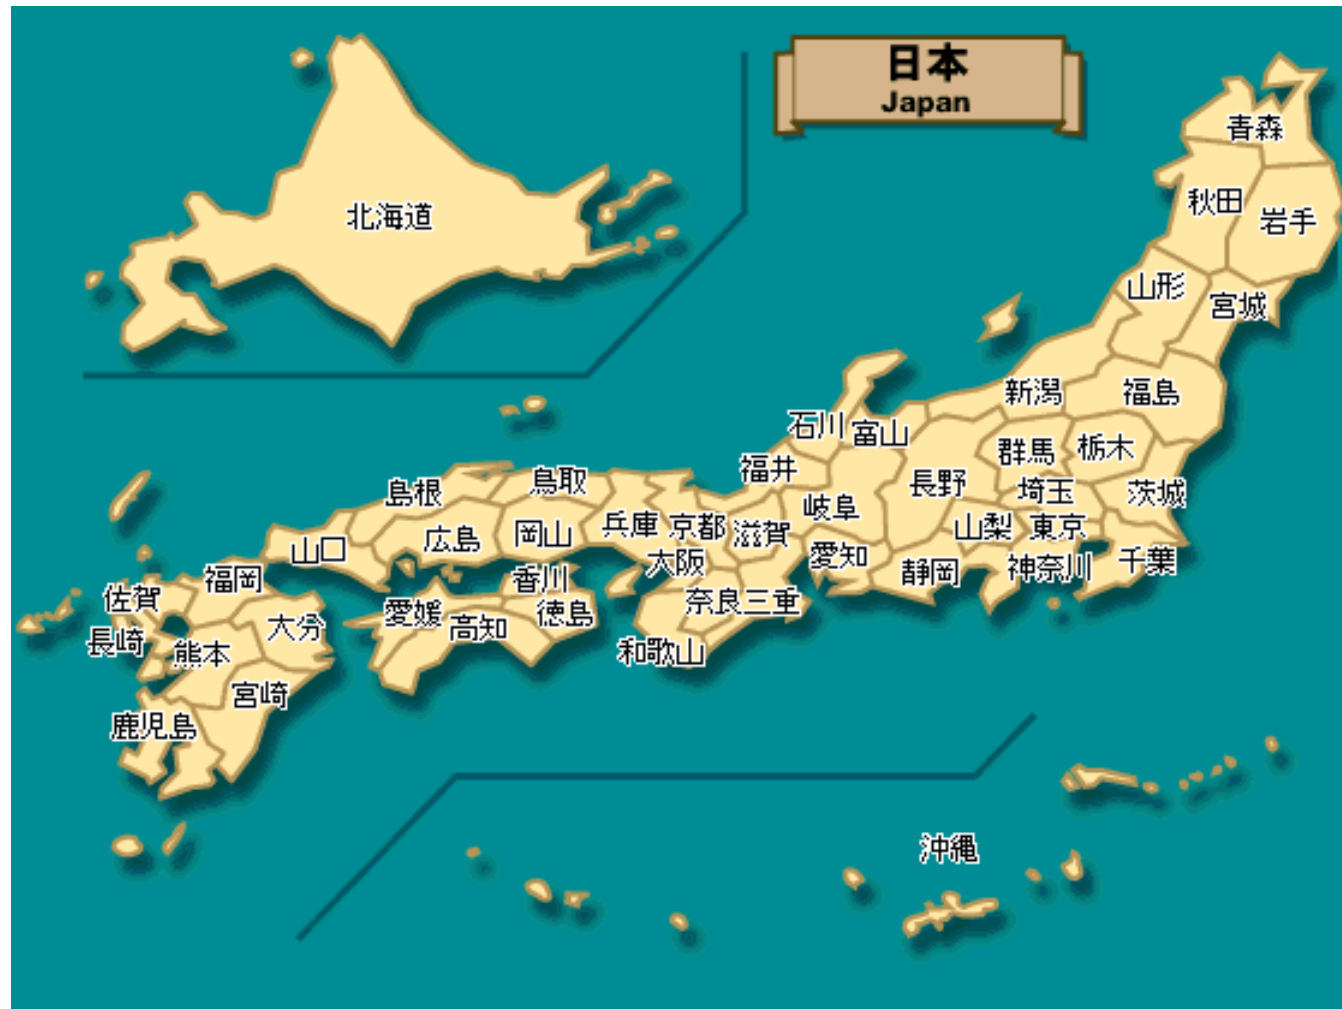 日本
Japan
北海道
青森
秋田
岩手
山形
宮城
新潟
福島
石川
富山
群馬
栃木
福井
長野
埼玉
茨城
島根
鳥取
岐阜
山梨
東京
山口
広島
岡山
兵庫
京都
滋賀
愛知
静岡
神奈川
千葉
大阪
福岡
香川
佐賀
愛媛
高知
徳島
奈良
三重
長崎
熊本
大分
和歌山
宮崎
鹿児島
沖縄